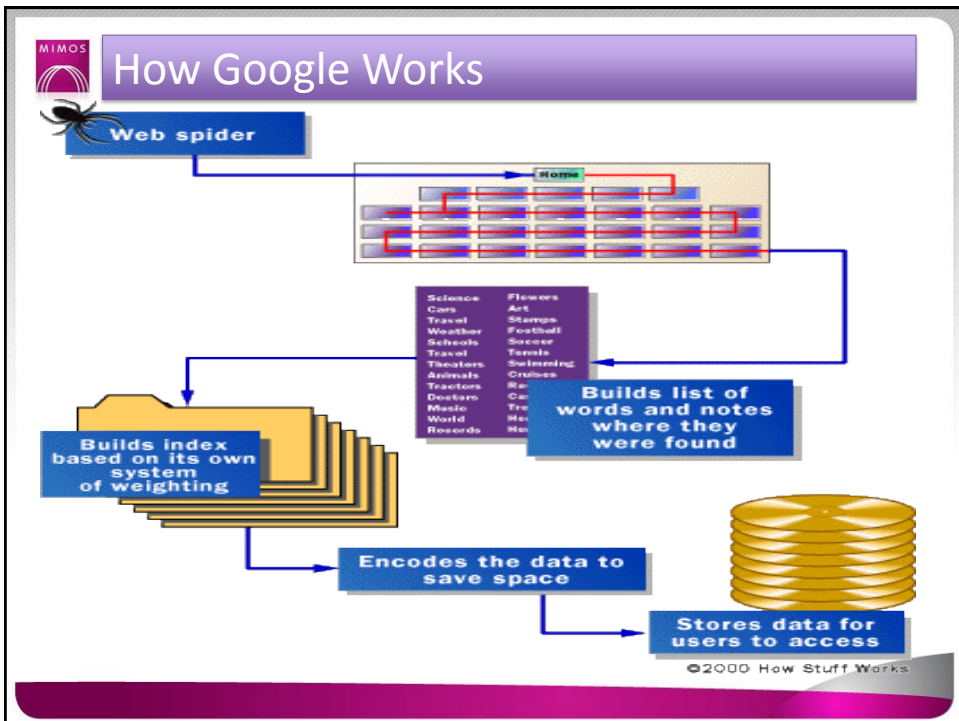 MIMOS
How Google Works
Web spider
Home
Science Flowers
Cars Art
Travel Stamps
Weather Football
Schools Soccer
Travel Tennis
Theaters Swimming
Animals Cruises
Tractors
Doctors
Music
World
Records
Builds list of
words and notes
where they
were found
Builds index
based on its own
system
of weighting
Encodes the data to
save space
Stores data for
users to access
©2000 How Stuff Works